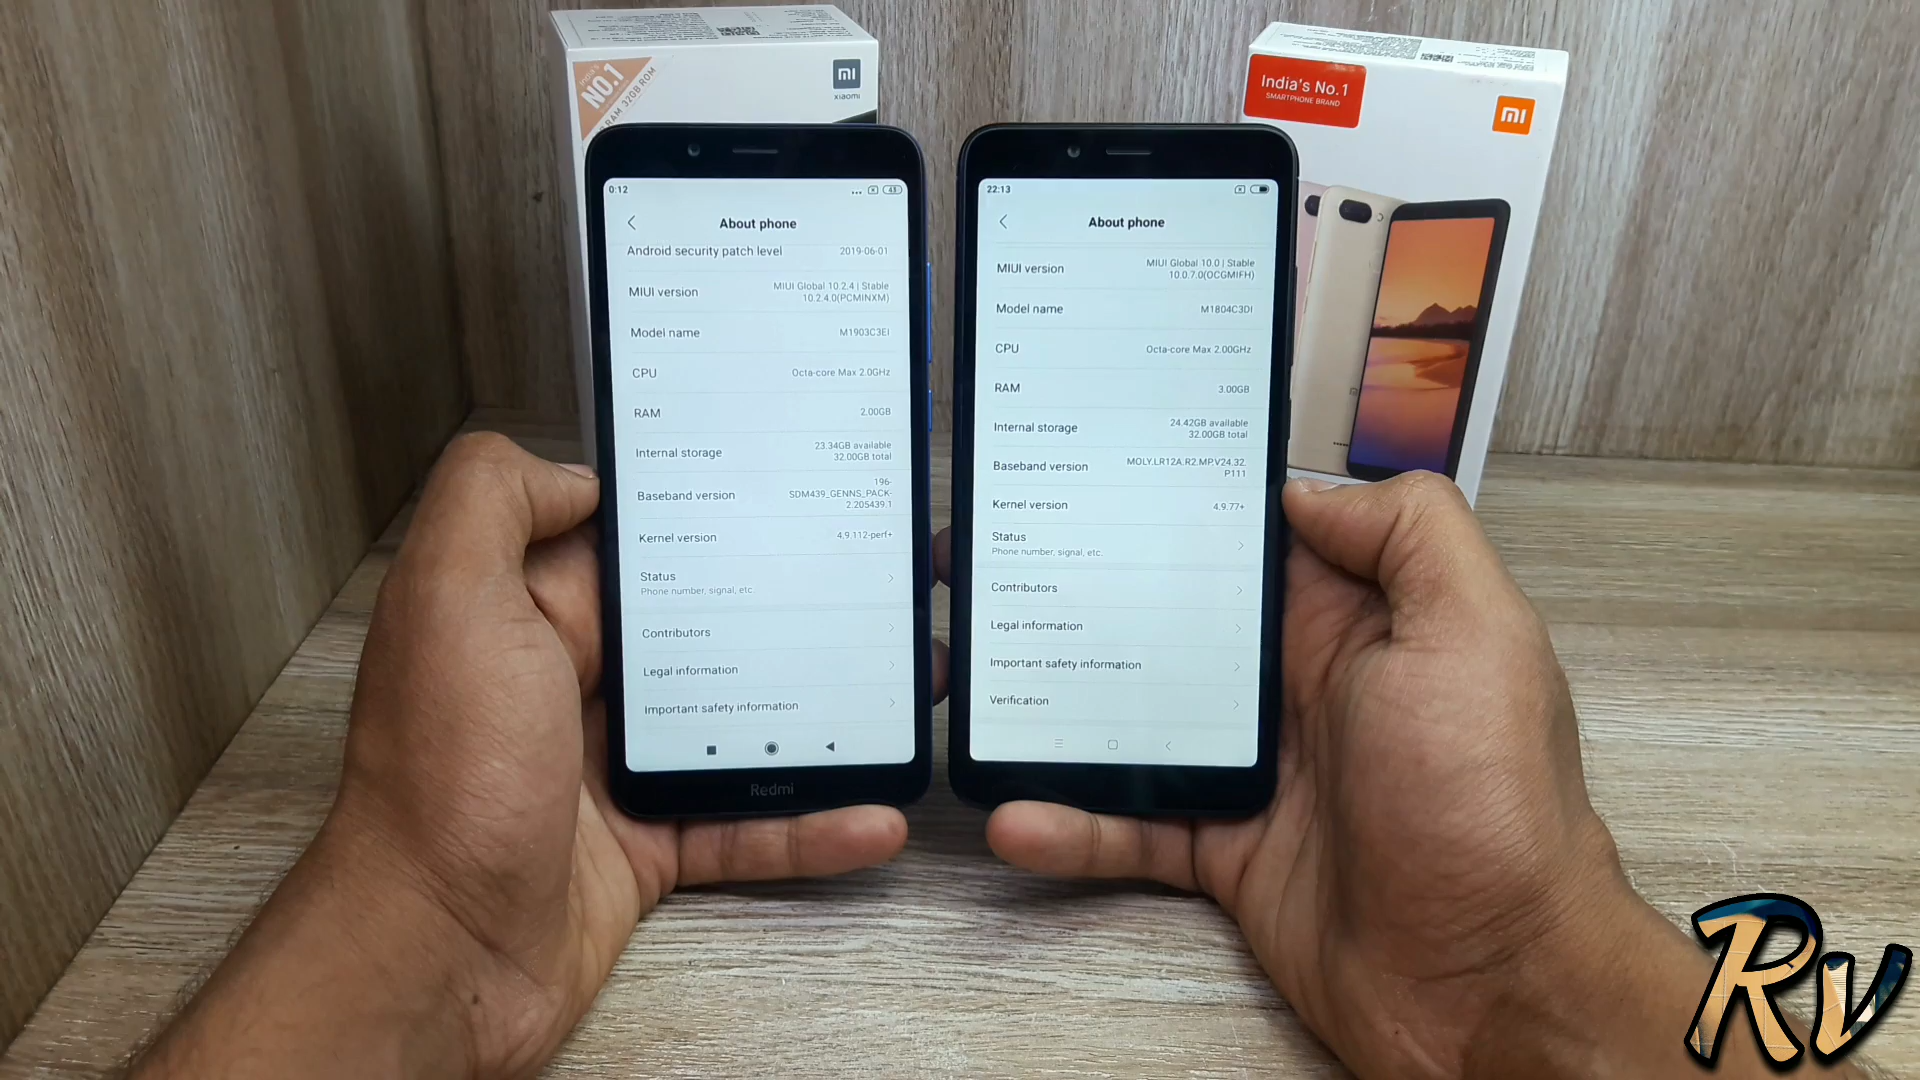 India's
NO.1
RAM 32GB ROM
mi
xiaomi
India's No.1
SMARTPHONE BRAND
mi
0:12
43
About phone
Android security patch level 2019-06-01
MIUI version MIUI Global 10.2.4 | Stable
10.2.4.0(PCMINXM)
Model name M1903C3EI
CPU Octa-core Max 2.0GHz
RAM 2.00GB
Internal storage 23.34GB available
32.00GB total
Baseband version 196-
SDM439_GENNS_PACK-
2.205439.1
Kernel version 4.9.112-perf+
Status
Phone number, signal, etc.
Contributors
Legal information
Important safety information
Redmi
22:13
About phone
MIUI version MIUI Global 10.0 | Stable
10.0.7.0(OCGMIFH)
Model name M1804C3DI
CPU Octa-core Max 2.00GHz
RAM 3.00GB
Internal storage 24.42GB available
32.00GB total
Baseband version MOLY.LR12A.R2.MP.V24.32.
P111
Kernel version 4.9.77+
Status
Phone number, signal, etc.
Contributors
Legal information
Important safety information
Verification
Rv